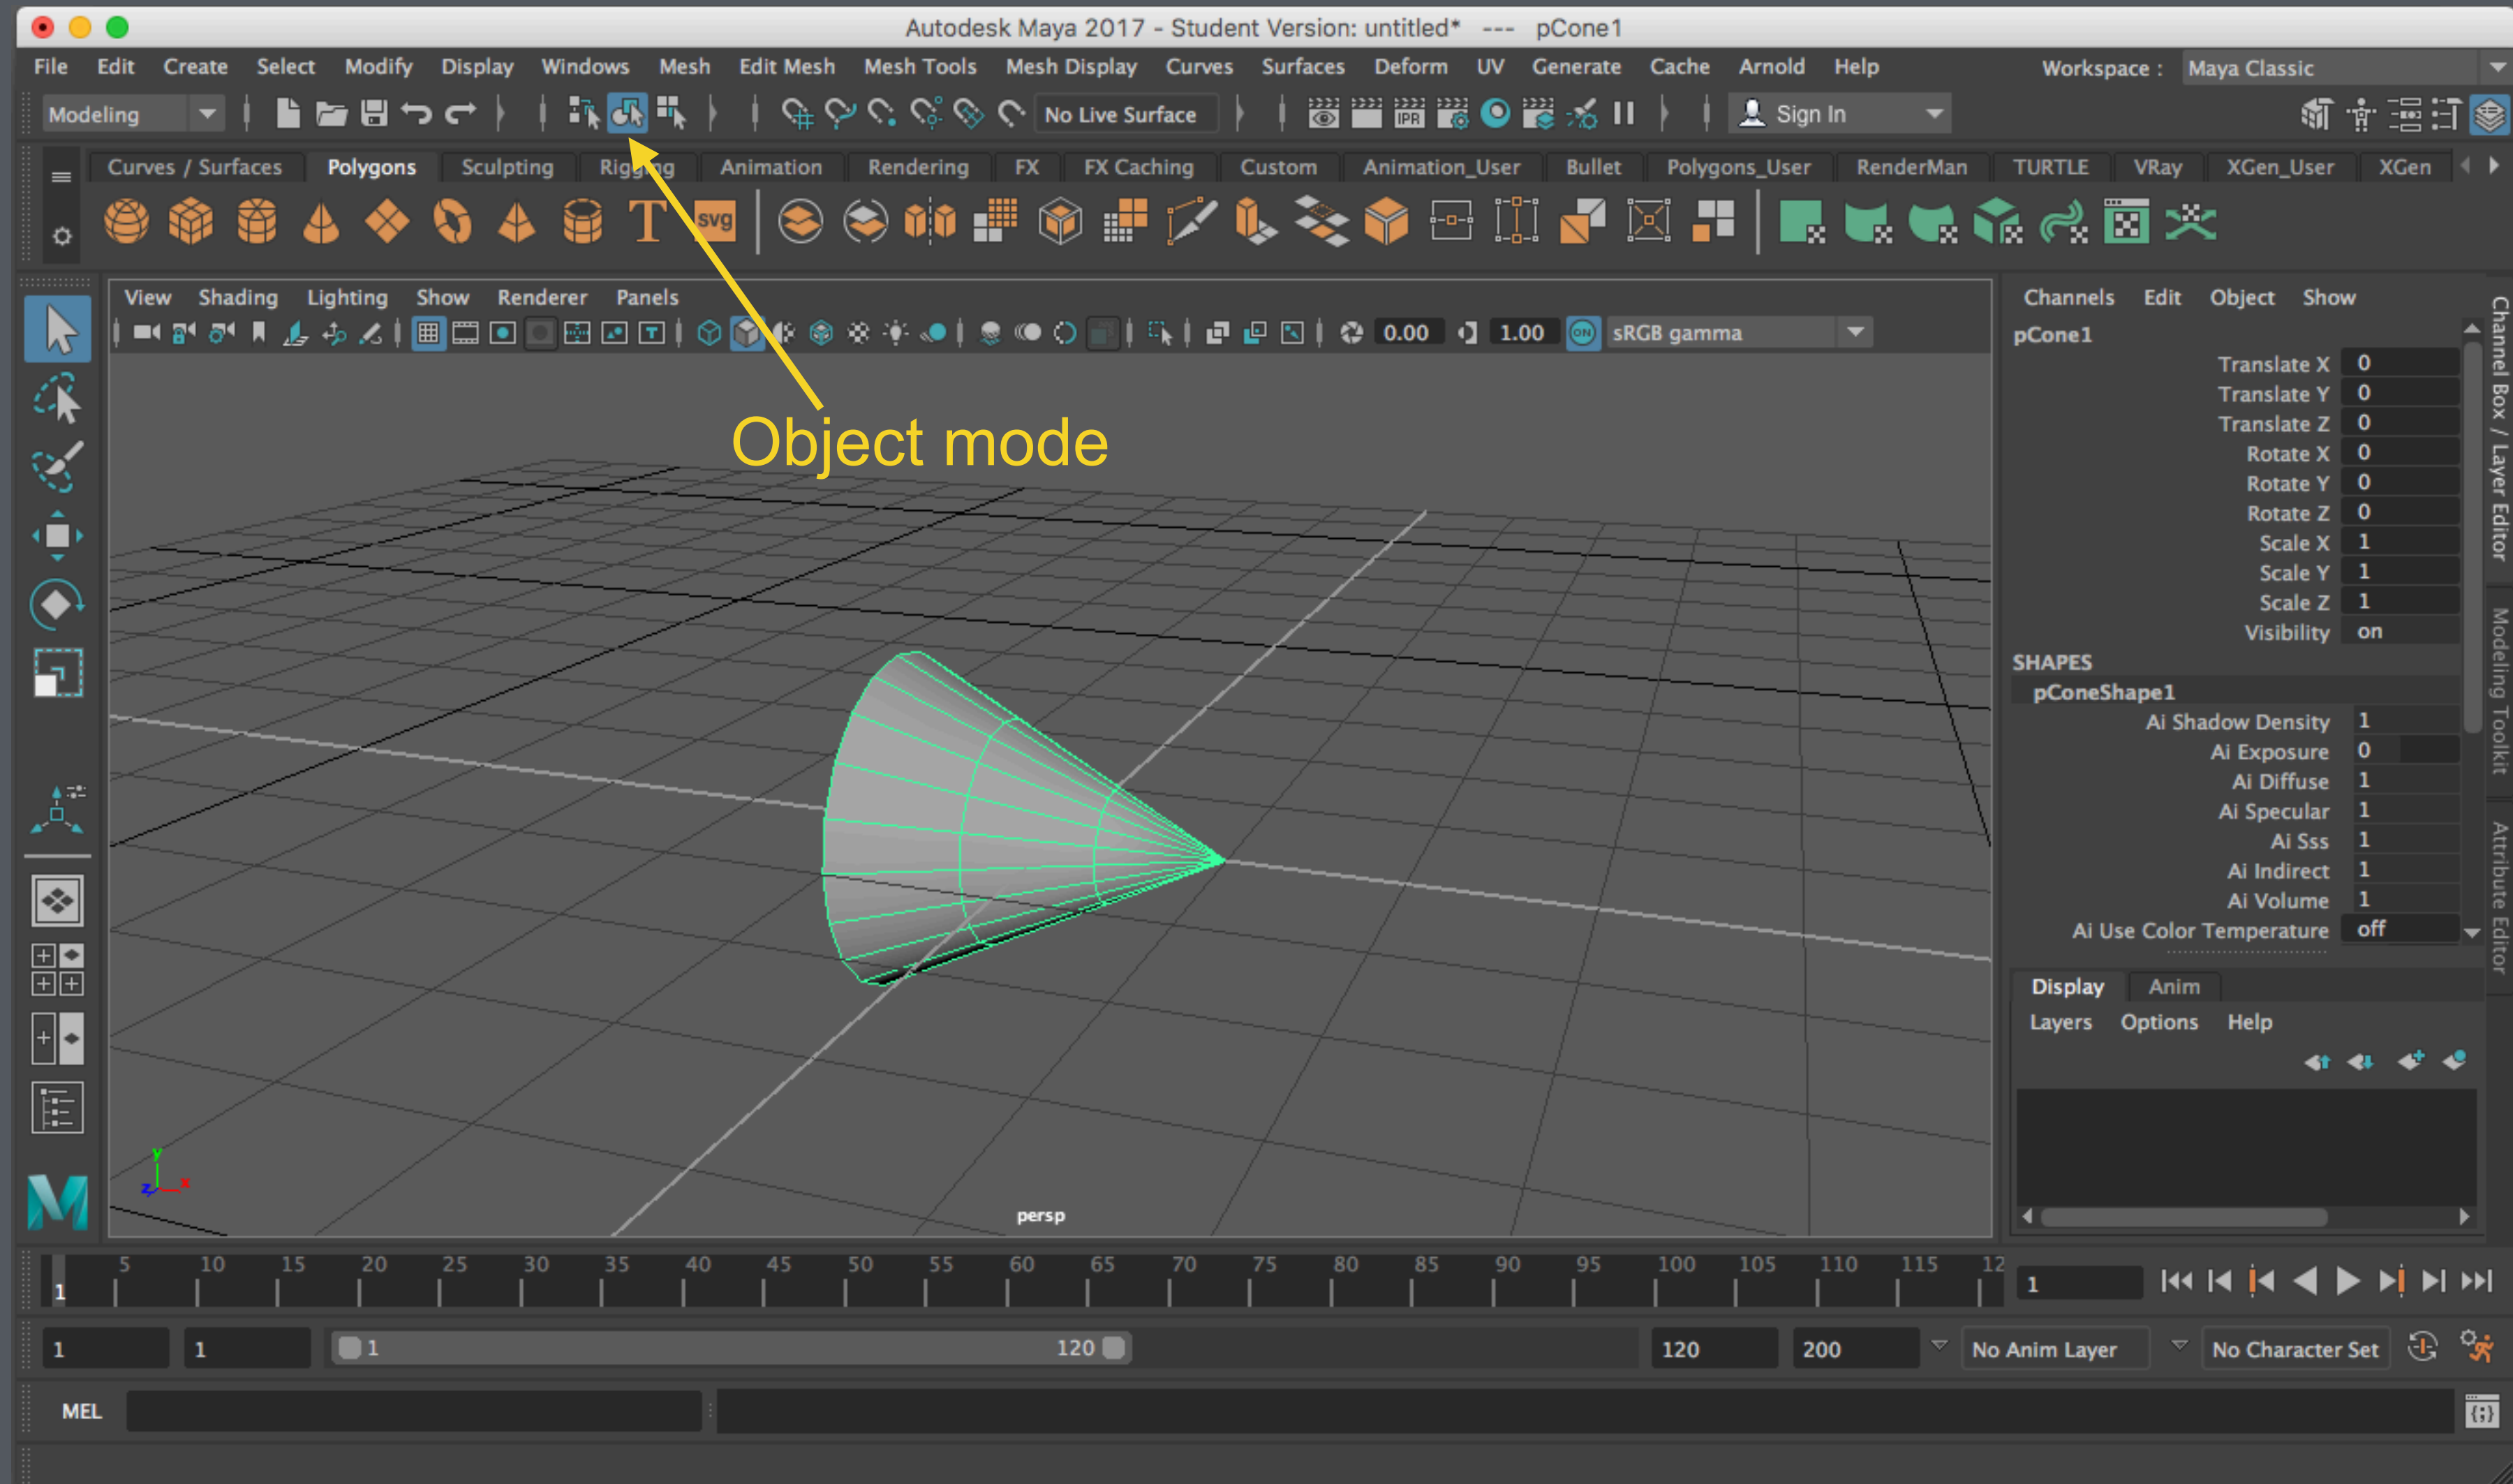 Autodesk Maya 2017 - Student Version: untitled* --- pCone1
File Edit Create Select Modify Display Windows Mesh Edit Mesh Mesh Tools Mesh Display Curves Surfaces Deform UV Generate Cache Arnold Help Workspace : Maya Classic
Modeling No Live Surface IPR Sign In
Curves / Surfaces Polygons Sculpting Rigging Animation Rendering FX FX Caching Custom Animation_User Bullet Polygons_User RenderMan TURTLE VRay XGen_User XGen
T svg
View Shading Lighting Show Renderer Panels
0.00 1.00 ON sRGB gamma
Object mode
Channels Edit Object Show
pCone1
Translate X 0
Translate Y 0
Translate Z 0
Rotate X 0
Rotate Y 0
Rotate Z 0
Scale X 1
Scale Y 1
Scale Z 1
Visibility on
SHAPES
pConeShape1
Ai Shadow Density 1
Ai Exposure 0
Ai Diffuse 1
Ai Specular 1
Ai Sss 1
Ai Indirect 1
Ai Volume 1
Ai Use Color Temperature off
Channel Box / Layer Editor
Modeling Toolkit
Attribute Editor
Display Anim
Layers Options Help
y
z x
persp
M
5 10 15 20 25 30 35 40 45 50 55 60 65 70 75 80 85 90 95 100 105 110 115 12
1 1
1 1 1 120 120 200 No Anim Layer No Character Set
MEL {;}